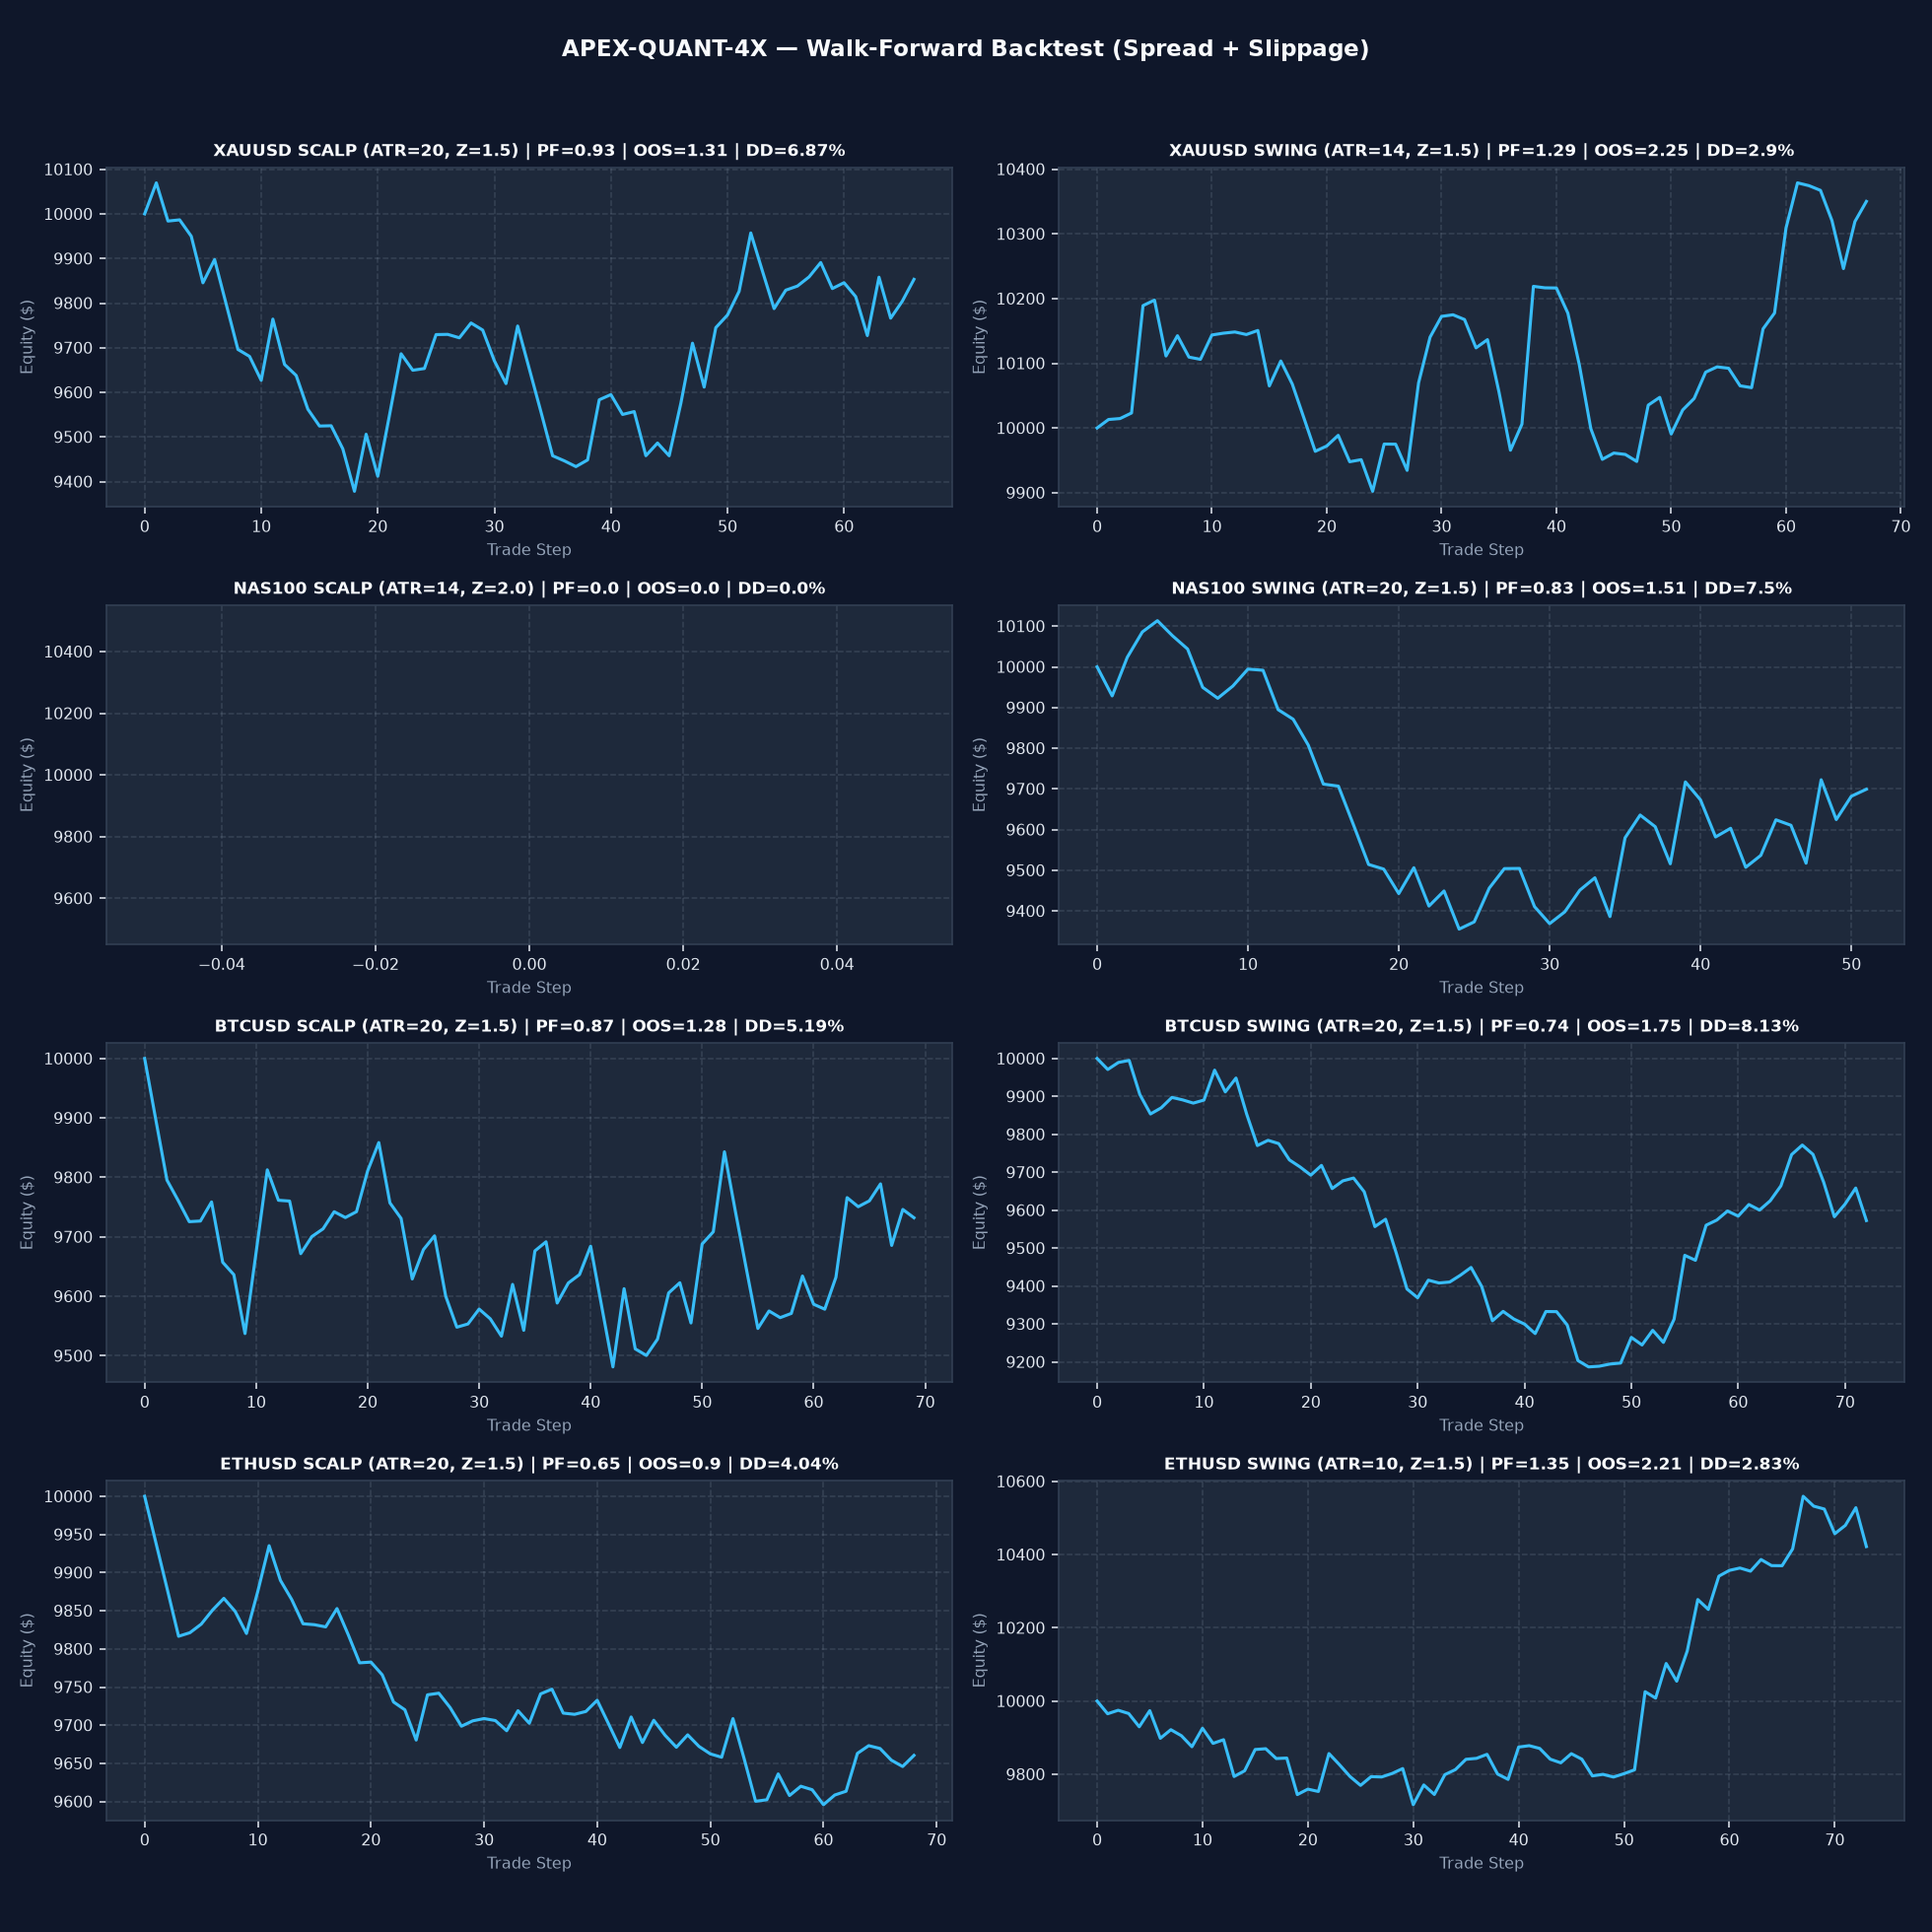 APEX-QUANT-4X — Walk-Forward Backtest (Spread + Slippage)
XAUUSD SCALP (ATR=20, Z=1.5) | PF=0.93 | OOS=1.31 | DD=6.87%
Equity ($)
10100
10000
9900
9800
9700
9600
9500
9400
0 10 20 30 40 50 60
Trade Step
XAUUSD SWING (ATR=14, Z=1.5) | PF=1.29 | OOS=2.25 | DD=2.9%
Equity ($)
10400
10300
10200
10100
10000
9900
0 10 20 30 40 50 60 70
Trade Step
NAS100 SCALP (ATR=14, Z=2.0) | PF=0.0 | OOS=0.0 | DD=0.0%
Equity ($)
10400
10200
10000
9800
9600
−0.04 −0.02 0.00 0.02 0.04
Trade Step
NAS100 SWING (ATR=20, Z=1.5) | PF=0.83 | OOS=1.51 | DD=7.5%
Equity ($)
10100
10000
9900
9800
9700
9600
9500
9400
0 10 20 30 40 50
Trade Step
BTCUSD SCALP (ATR=20, Z=1.5) | PF=0.87 | OOS=1.28 | DD=5.19%
Equity ($)
10000
9900
9800
9700
9600
9500
0 10 20 30 40 50 60 70
Trade Step
BTCUSD SWING (ATR=20, Z=1.5) | PF=0.74 | OOS=1.75 | DD=8.13%
Equity ($)
10000
9900
9800
9700
9600
9500
9400
9300
9200
0 10 20 30 40 50 60 70
Trade Step
ETHUSD SCALP (ATR=20, Z=1.5) | PF=0.65 | OOS=0.9 | DD=4.04%
Equity ($)
10000
9950
9900
9850
9800
9750
9700
9650
9600
0 10 20 30 40 50 60 70
Trade Step
ETHUSD SWING (ATR=10, Z=1.5) | PF=1.35 | OOS=2.21 | DD=2.83%
Equity ($)
10600
10400
10200
10000
9800
0 10 20 30 40 50 60 70
Trade Step